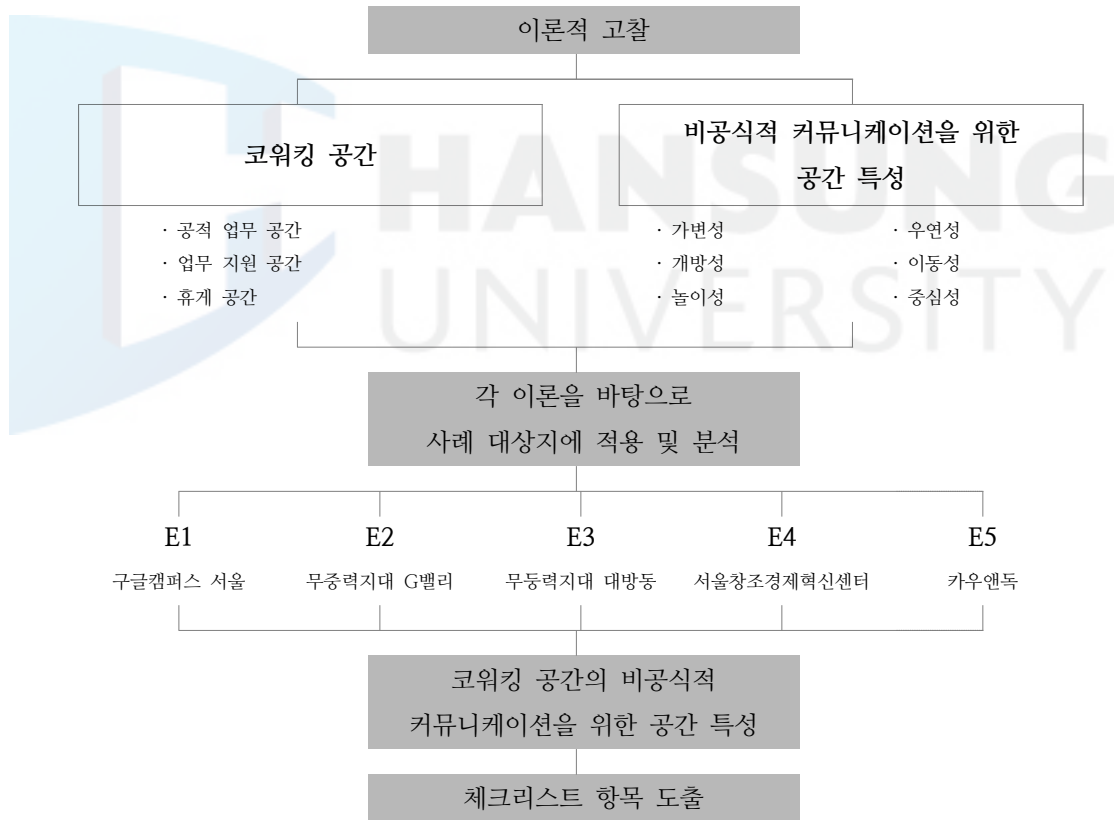 이론적 고찰
코워킹 공간
비공식적 커뮤니케이션을 위한
공간 특성
· 공적 업무 공간
· 업무 지원 공간
· 휴게 공간
· 가변성
· 개방성
· 놀이성
· 우연성
· 이동성
· 중심성
HANSUNG
UNIVERSITY
각 이론을 바탕으로
사례 대상지에 적용 및 분석
E1
구글캠퍼스 서울
E2
무중력지대 G밸리
E3
무둥력지대 대방동
E4
서울창조경제혁신센터
E5
카우앤독
코워킹 공간의 비공식적
커뮤니케이션을 위한 공간 특성
체크리스트 항목 도출